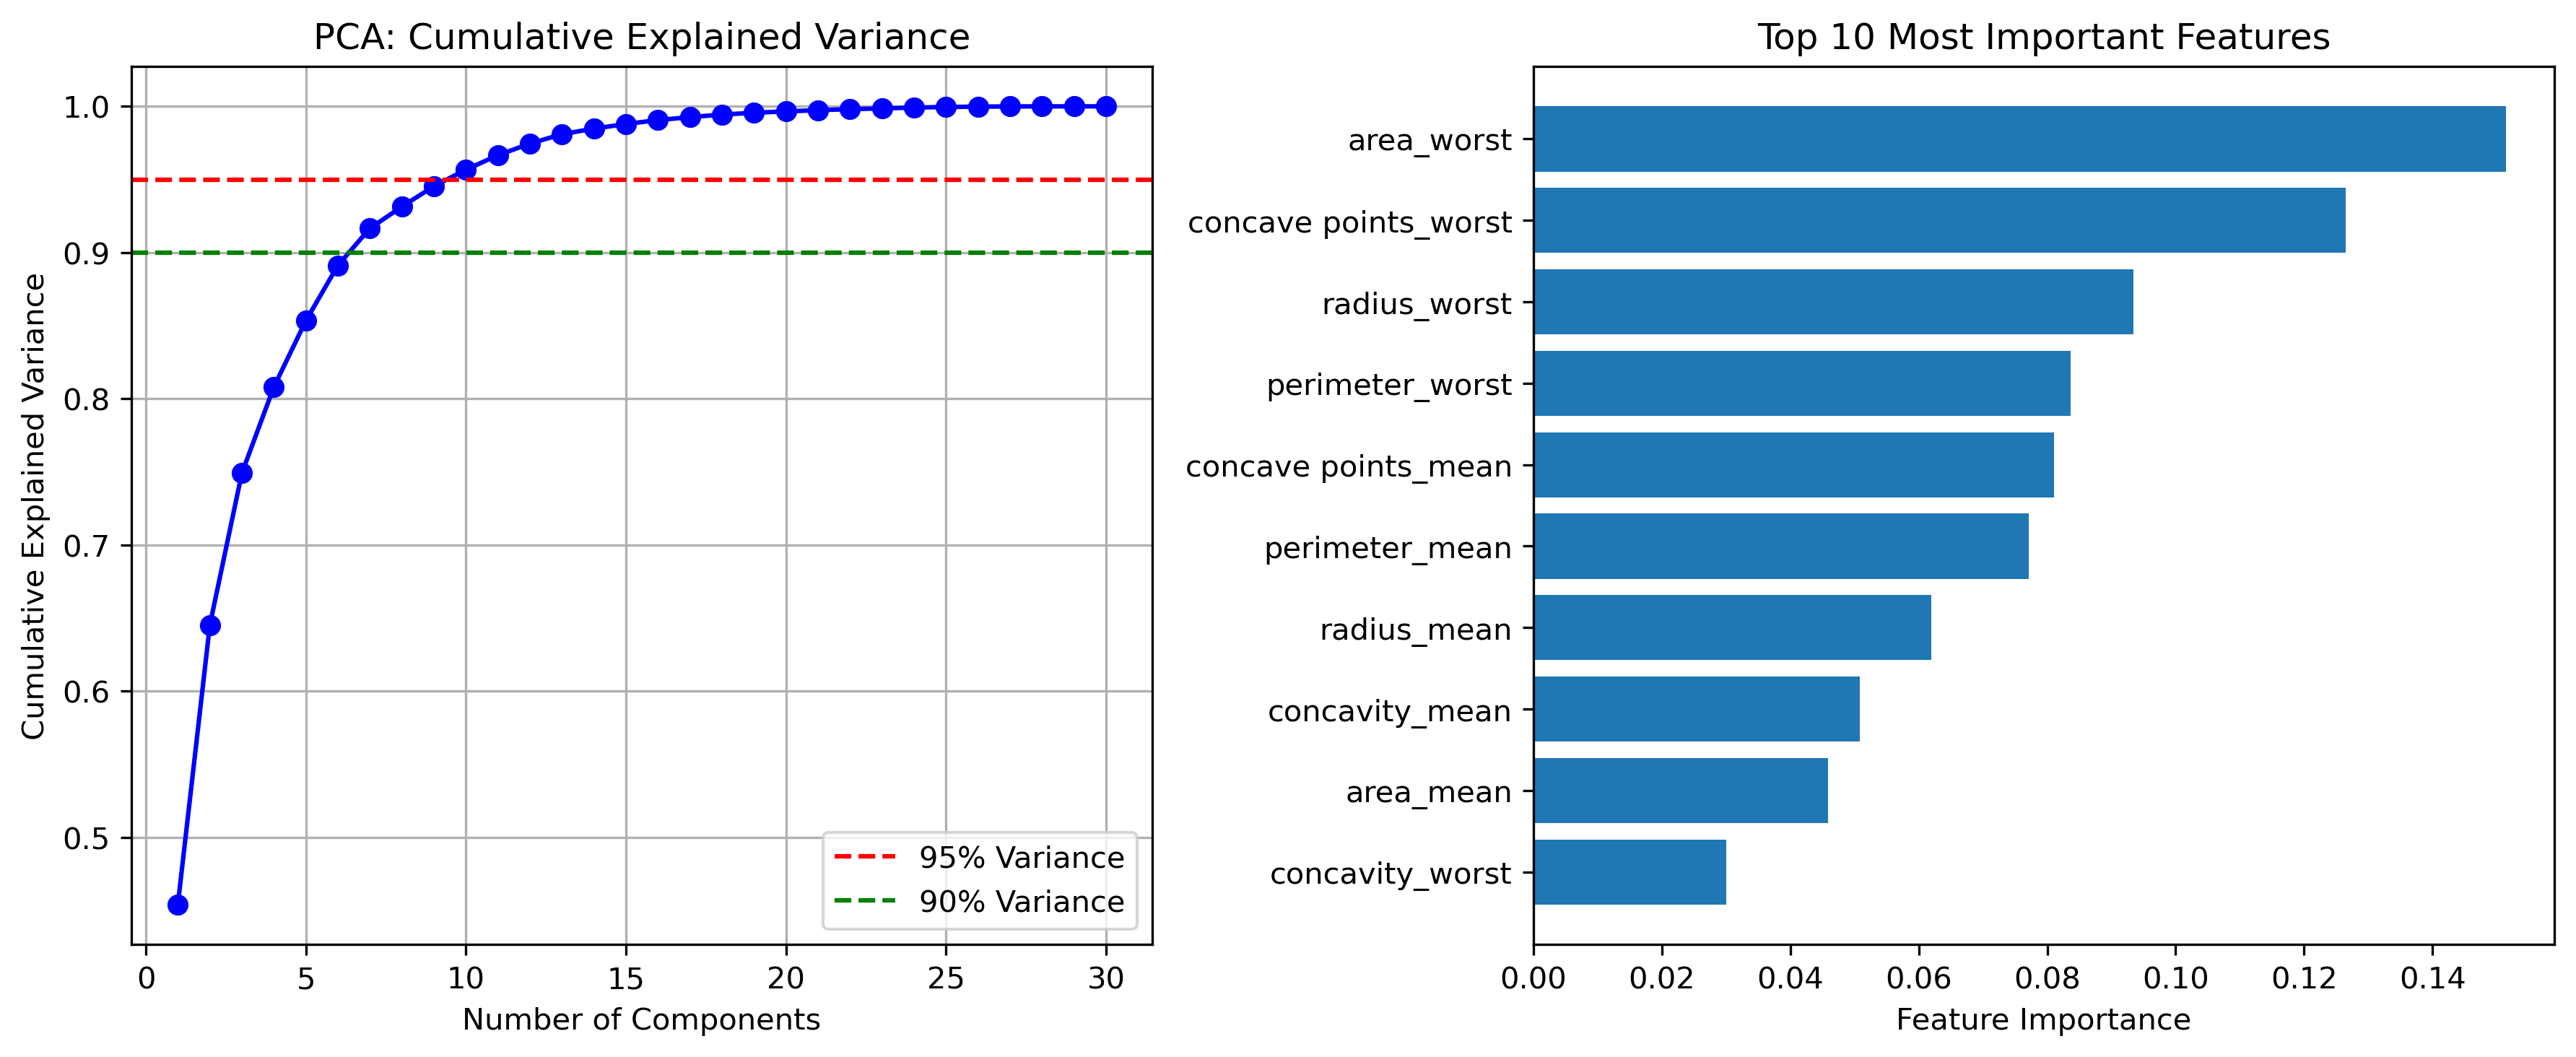 PCA: Cumulative Explained Variance
Cumulative Explained Variance
1.0
0.9
0.8
0.7
0.6
0.5
0 5 10 15 20 25 30
Number of Components
95% Variance
90% Variance
Top 10 Most Important Features
area_worst
concave points_worst
radius_worst
perimeter_worst
concave points_mean
perimeter_mean
radius_mean
concavity_mean
area_mean
concavity_worst
0.00 0.02 0.04 0.06 0.08 0.10 0.12 0.14
Feature Importance